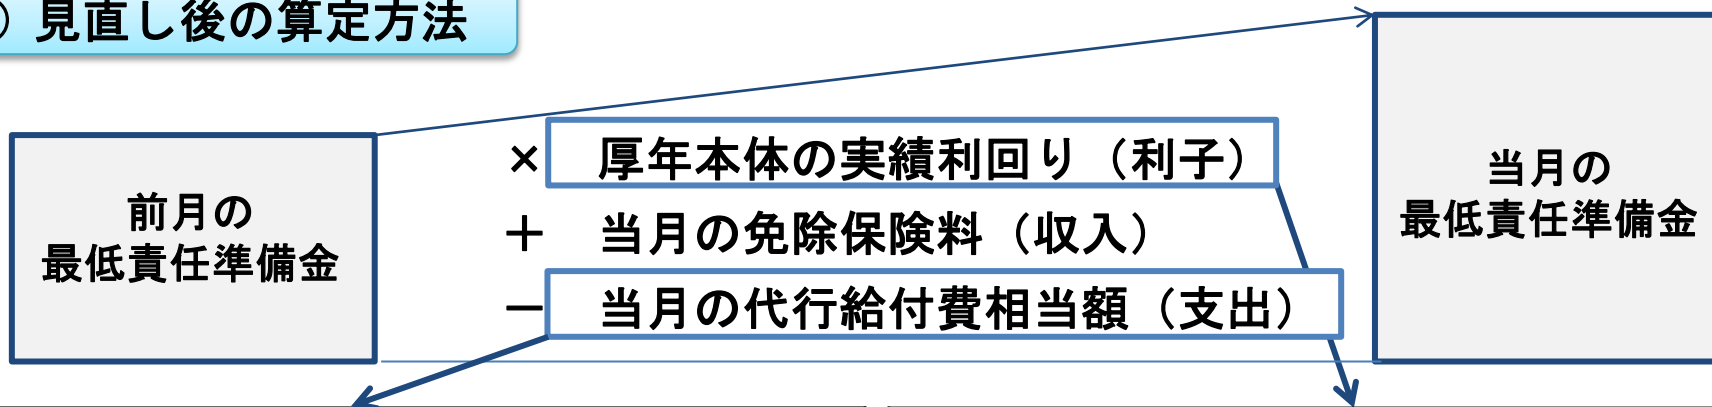 ）見直し後の算定方法
前月の
最低責任準備金
× 厚年本体の実績利回り（利子）
＋ 当月の免除保険料（収入）
－ 当月の代行給付費相当額（支出）
当月の
最低責任準備金